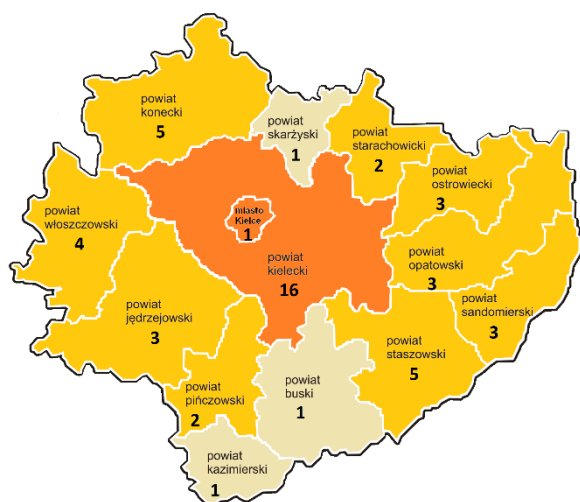 powiat
konecki
5
powiat
skarżyski
1
powiat
starachowicki
2
powiat
ostrowiecki
3
powiat
włoszczowski
4
miasto
Kielce
1
powiat
kielecki
16
powiat
opatowski
3
powiat
sandomierski
3
powiat
jędrzejowski
3
powiat
staszowski
5
powiat
pińczowski
2
powiat
buski
1
powiat
kazimierski
1